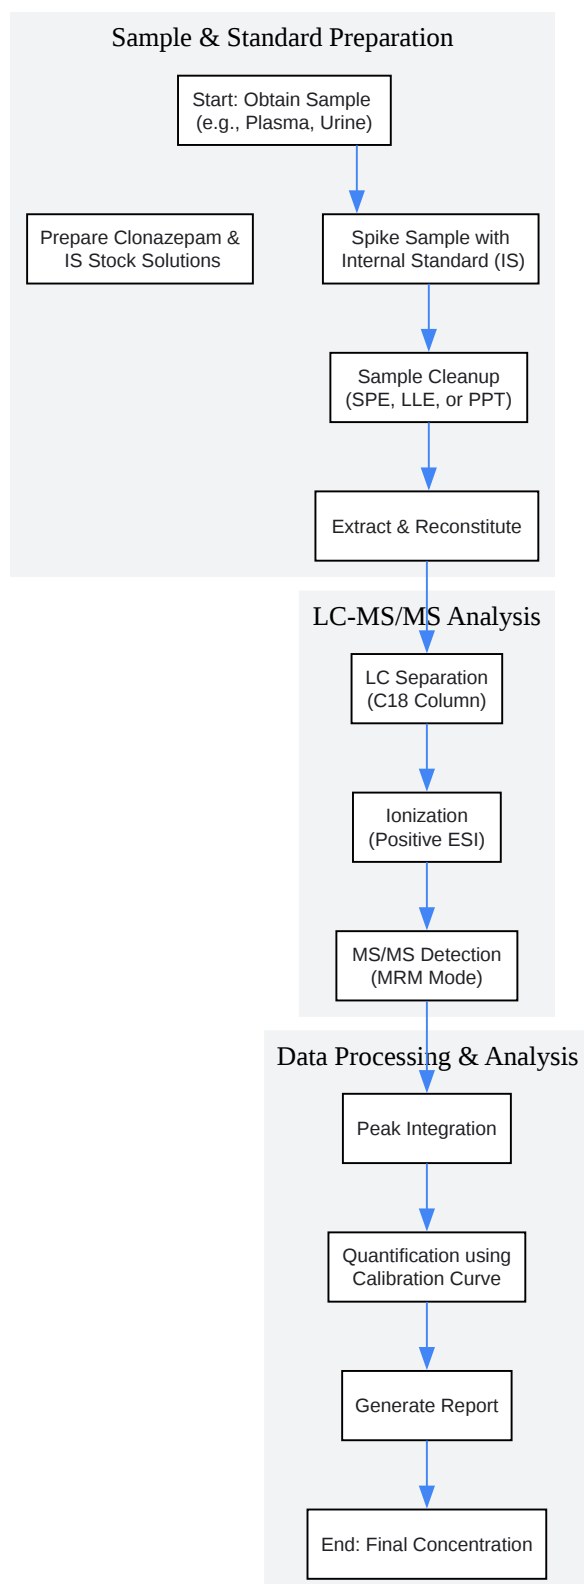 Sample & Standard Preparation
Start: Obtain Sample
(e.g., Plasma, Urine)
Prepare Clonazepam &
IS Stock Solutions
Spike Sample with
Internal Standard (IS)
Sample Cleanup
(SPE, LLE, or PPT)
Extract & Reconstitute
LC-MS/MS Analysis
LC Separation
(C18 Column)
Ionization
(Positive ESI)
MS/MS Detection
(MRM Mode)
Data Processing & Analysis
Peak Integration
Quantification using
Calibration Curve
Generate Report
End: Final Concentration